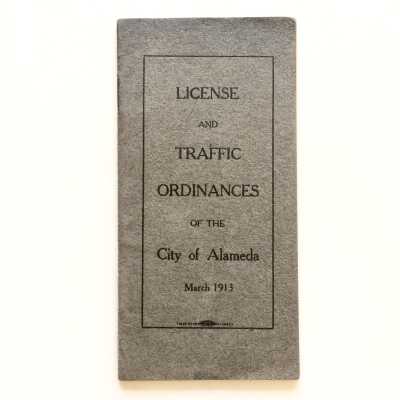 LICENSE
AND
TRAFFIC
ORDINANCES
OF THE
City of Alameda
March 1913